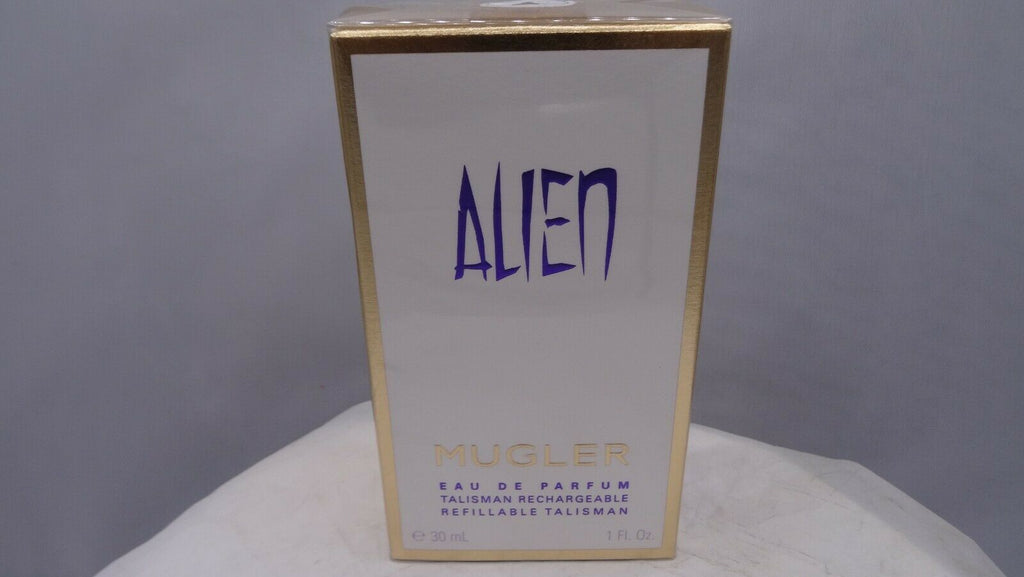 ALIEN
MUGLER
EAU DE PARFUM
TALISMAN RECHARGEABLE
REFILLABLE TALISMAN
℮ 30 mL 1 Fl. Oz.